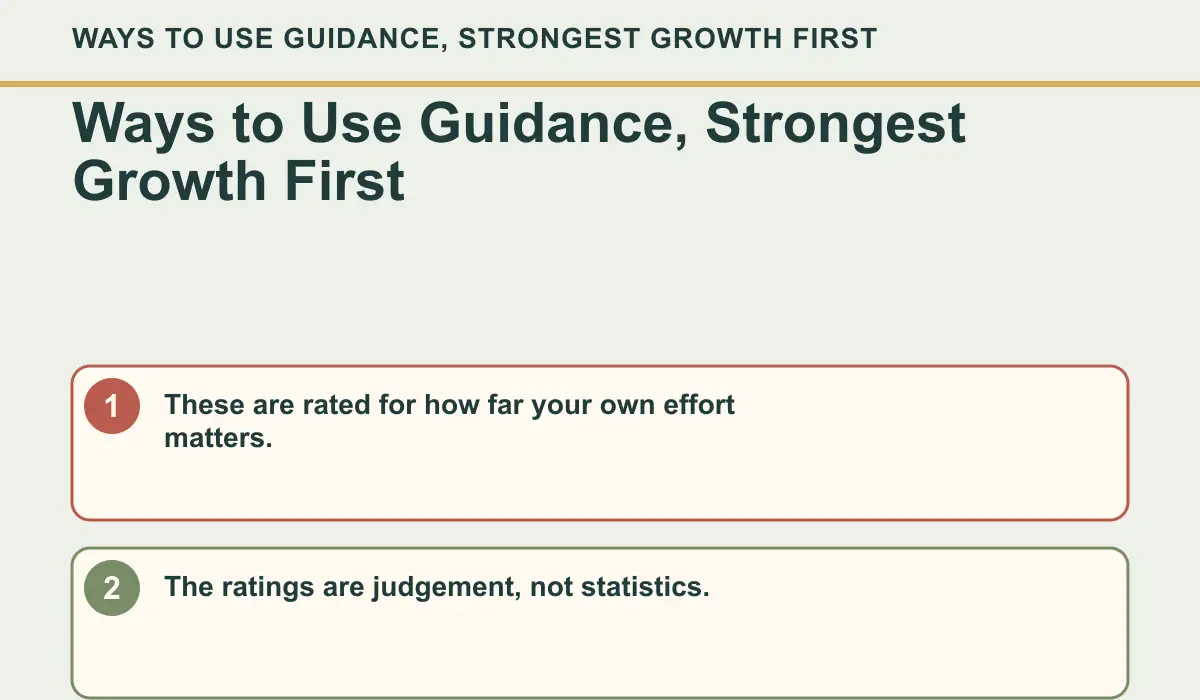 WAYS TO USE GUIDANCE, STRONGEST GROWTH FIRST
Ways to Use Guidance, Strongest
Growth First
1
These are rated for how far your own effort
matters.
2
The ratings are judgement, not statistics.